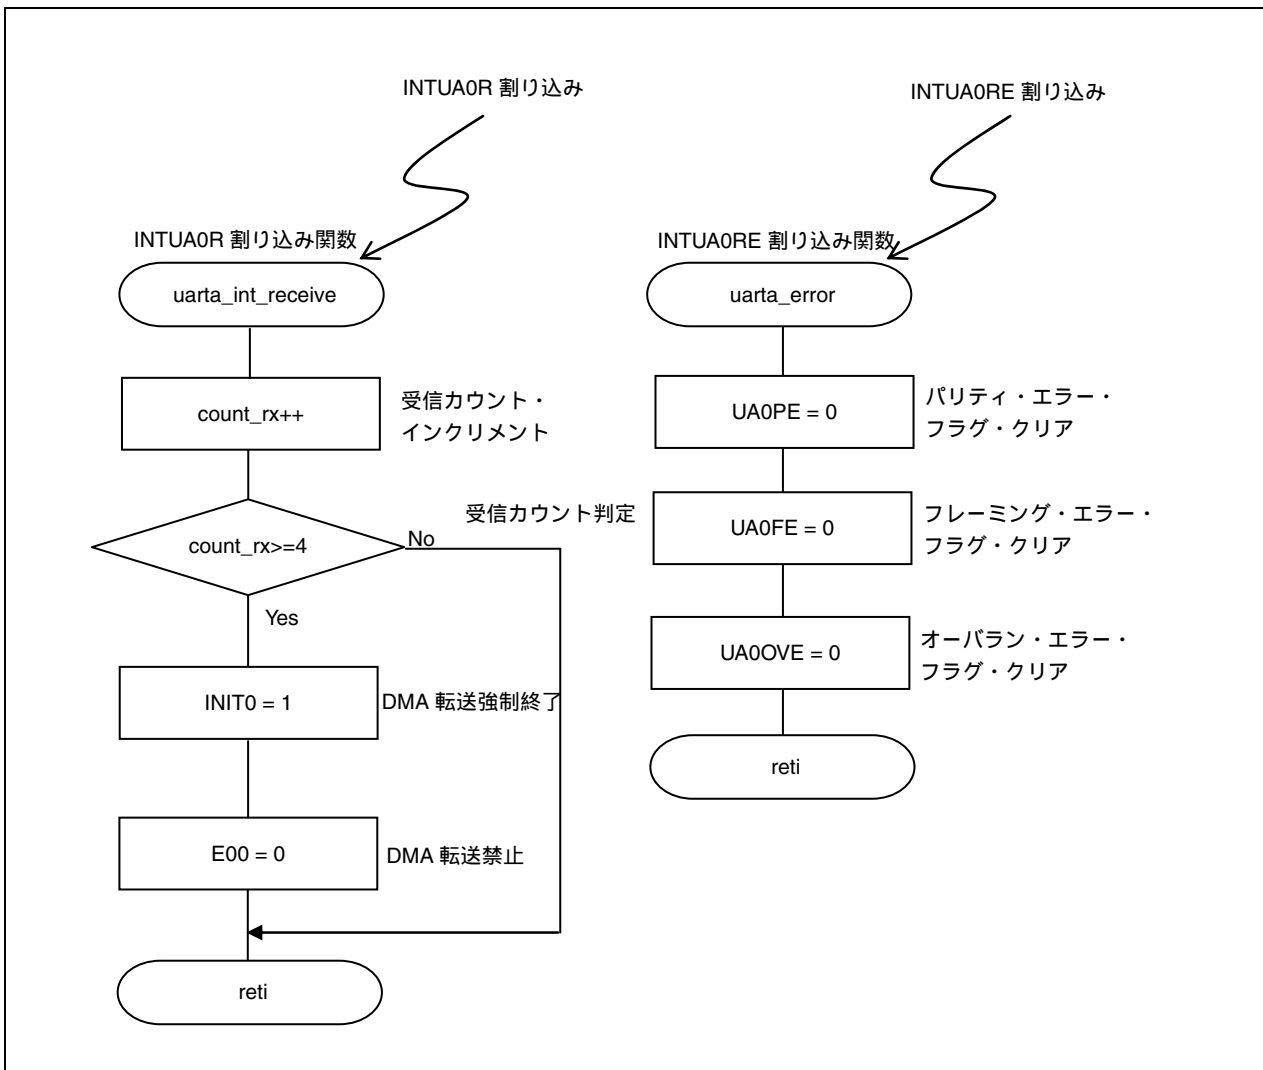 INTUA0R 割り込み
INTUA0R 割り込み関数
uarta_int_receive
count_rx++
受信カウント・
インクリメント
受信カウント判定
count_rx>=4
No
Yes
INIT0 = 1
DMA 転送強制終了
E00 = 0
DMA 転送禁止
reti
INTUA0RE 割り込み
INTUA0RE 割り込み関数
uarta_error
UA0PE = 0
パリティ・エラー・
フラグ・クリア
UA0FE = 0
フレーミング・エラー・
フラグ・クリア
UA0OVE = 0
オーバラン・エラー・
フラグ・クリア
reti